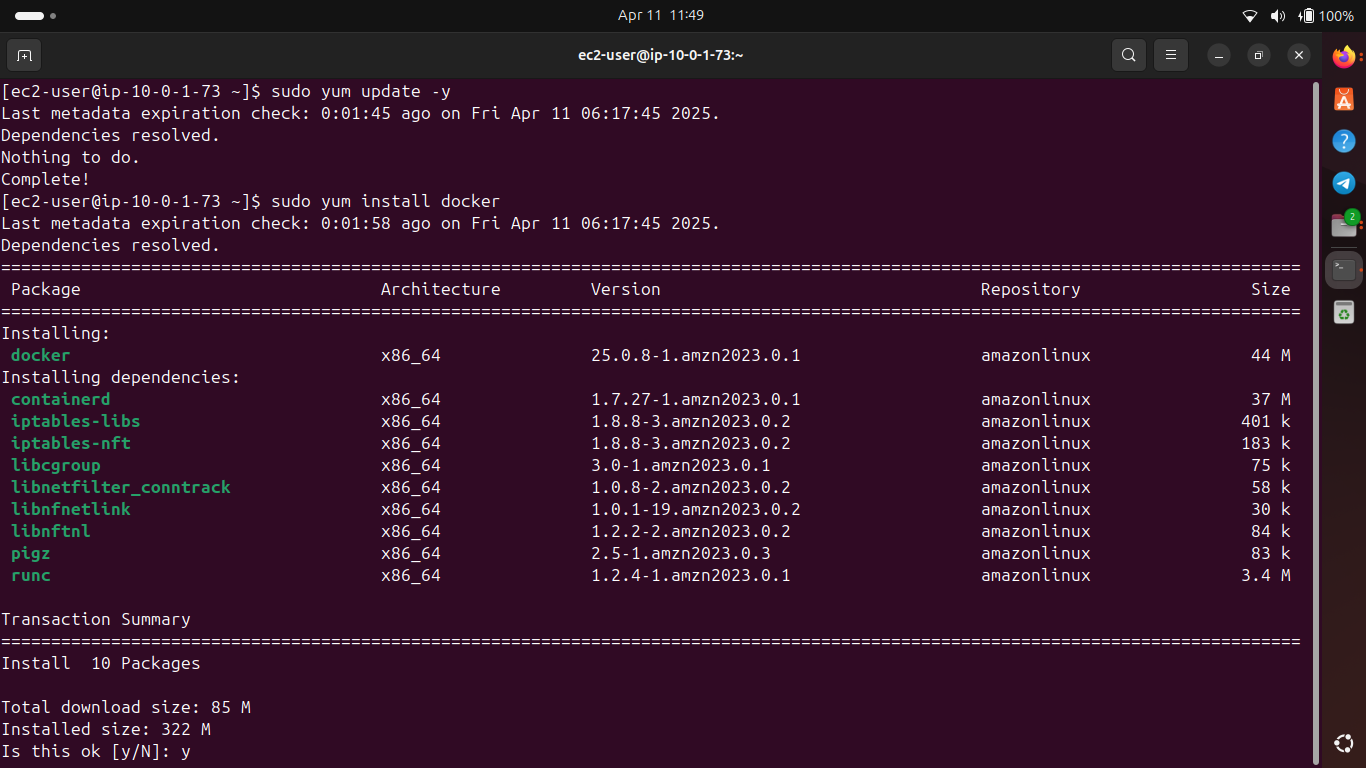 Apr 11 11:49
100%
ec2-user@ip-10-0-1-73:~
[ec2-user@ip-10-0-1-73 ~]$ sudo yum update -y
Last metadata expiration check: 0:01:45 ago on Fri Apr 11 06:17:45 2025.
Dependencies resolved.
Nothing to do.
Complete!
[ec2-user@ip-10-0-1-73 ~]$ sudo yum install docker
Last metadata expiration check: 0:01:58 ago on Fri Apr 11 06:17:45 2025.
Dependencies resolved.
==================================================================================================================================
Package Architecture Version Repository Size
==================================================================================================================================
Installing:
docker x86_64 25.0.8-1.amzn2023.0.1 amazonlinux 44 M
Installing dependencies:
containerd x86_64 1.7.27-1.amzn2023.0.1 amazonlinux 37 M
iptables-libs x86_64 1.8.8-3.amzn2023.0.2 amazonlinux 401 k
iptables-nft x86_64 1.8.8-3.amzn2023.0.2 amazonlinux 183 k
libcgroup x86_64 3.0-1.amzn2023.0.1 amazonlinux 75 k
libnetfilter_conntrack x86_64 1.0.8-2.amzn2023.0.2 amazonlinux 58 k
libnfnetlink x86_64 1.0.1-19.amzn2023.0.2 amazonlinux 30 k
libnftnl x86_64 1.2.2-2.amzn2023.0.2 amazonlinux 84 k
pigz x86_64 2.5-1.amzn2023.0.3 amazonlinux 83 k
runc x86_64 1.2.4-1.amzn2023.0.1 amazonlinux 3.4 M
Transaction Summary
==================================================================================================================================
Install 10 Packages
Total download size: 85 M
Installed size: 322 M
Is this ok [y/N]: y
?
2
>_